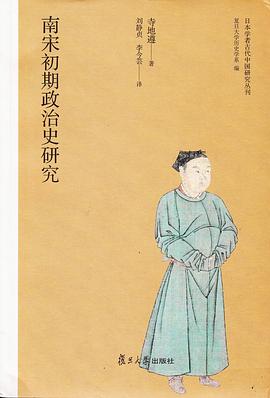 南宋初期政治史研究
寺地遵——著
刘静贞 李今芸——译
日本学者古代中国研究丛刊
复旦大学历史学系 编
復旦大學出版社